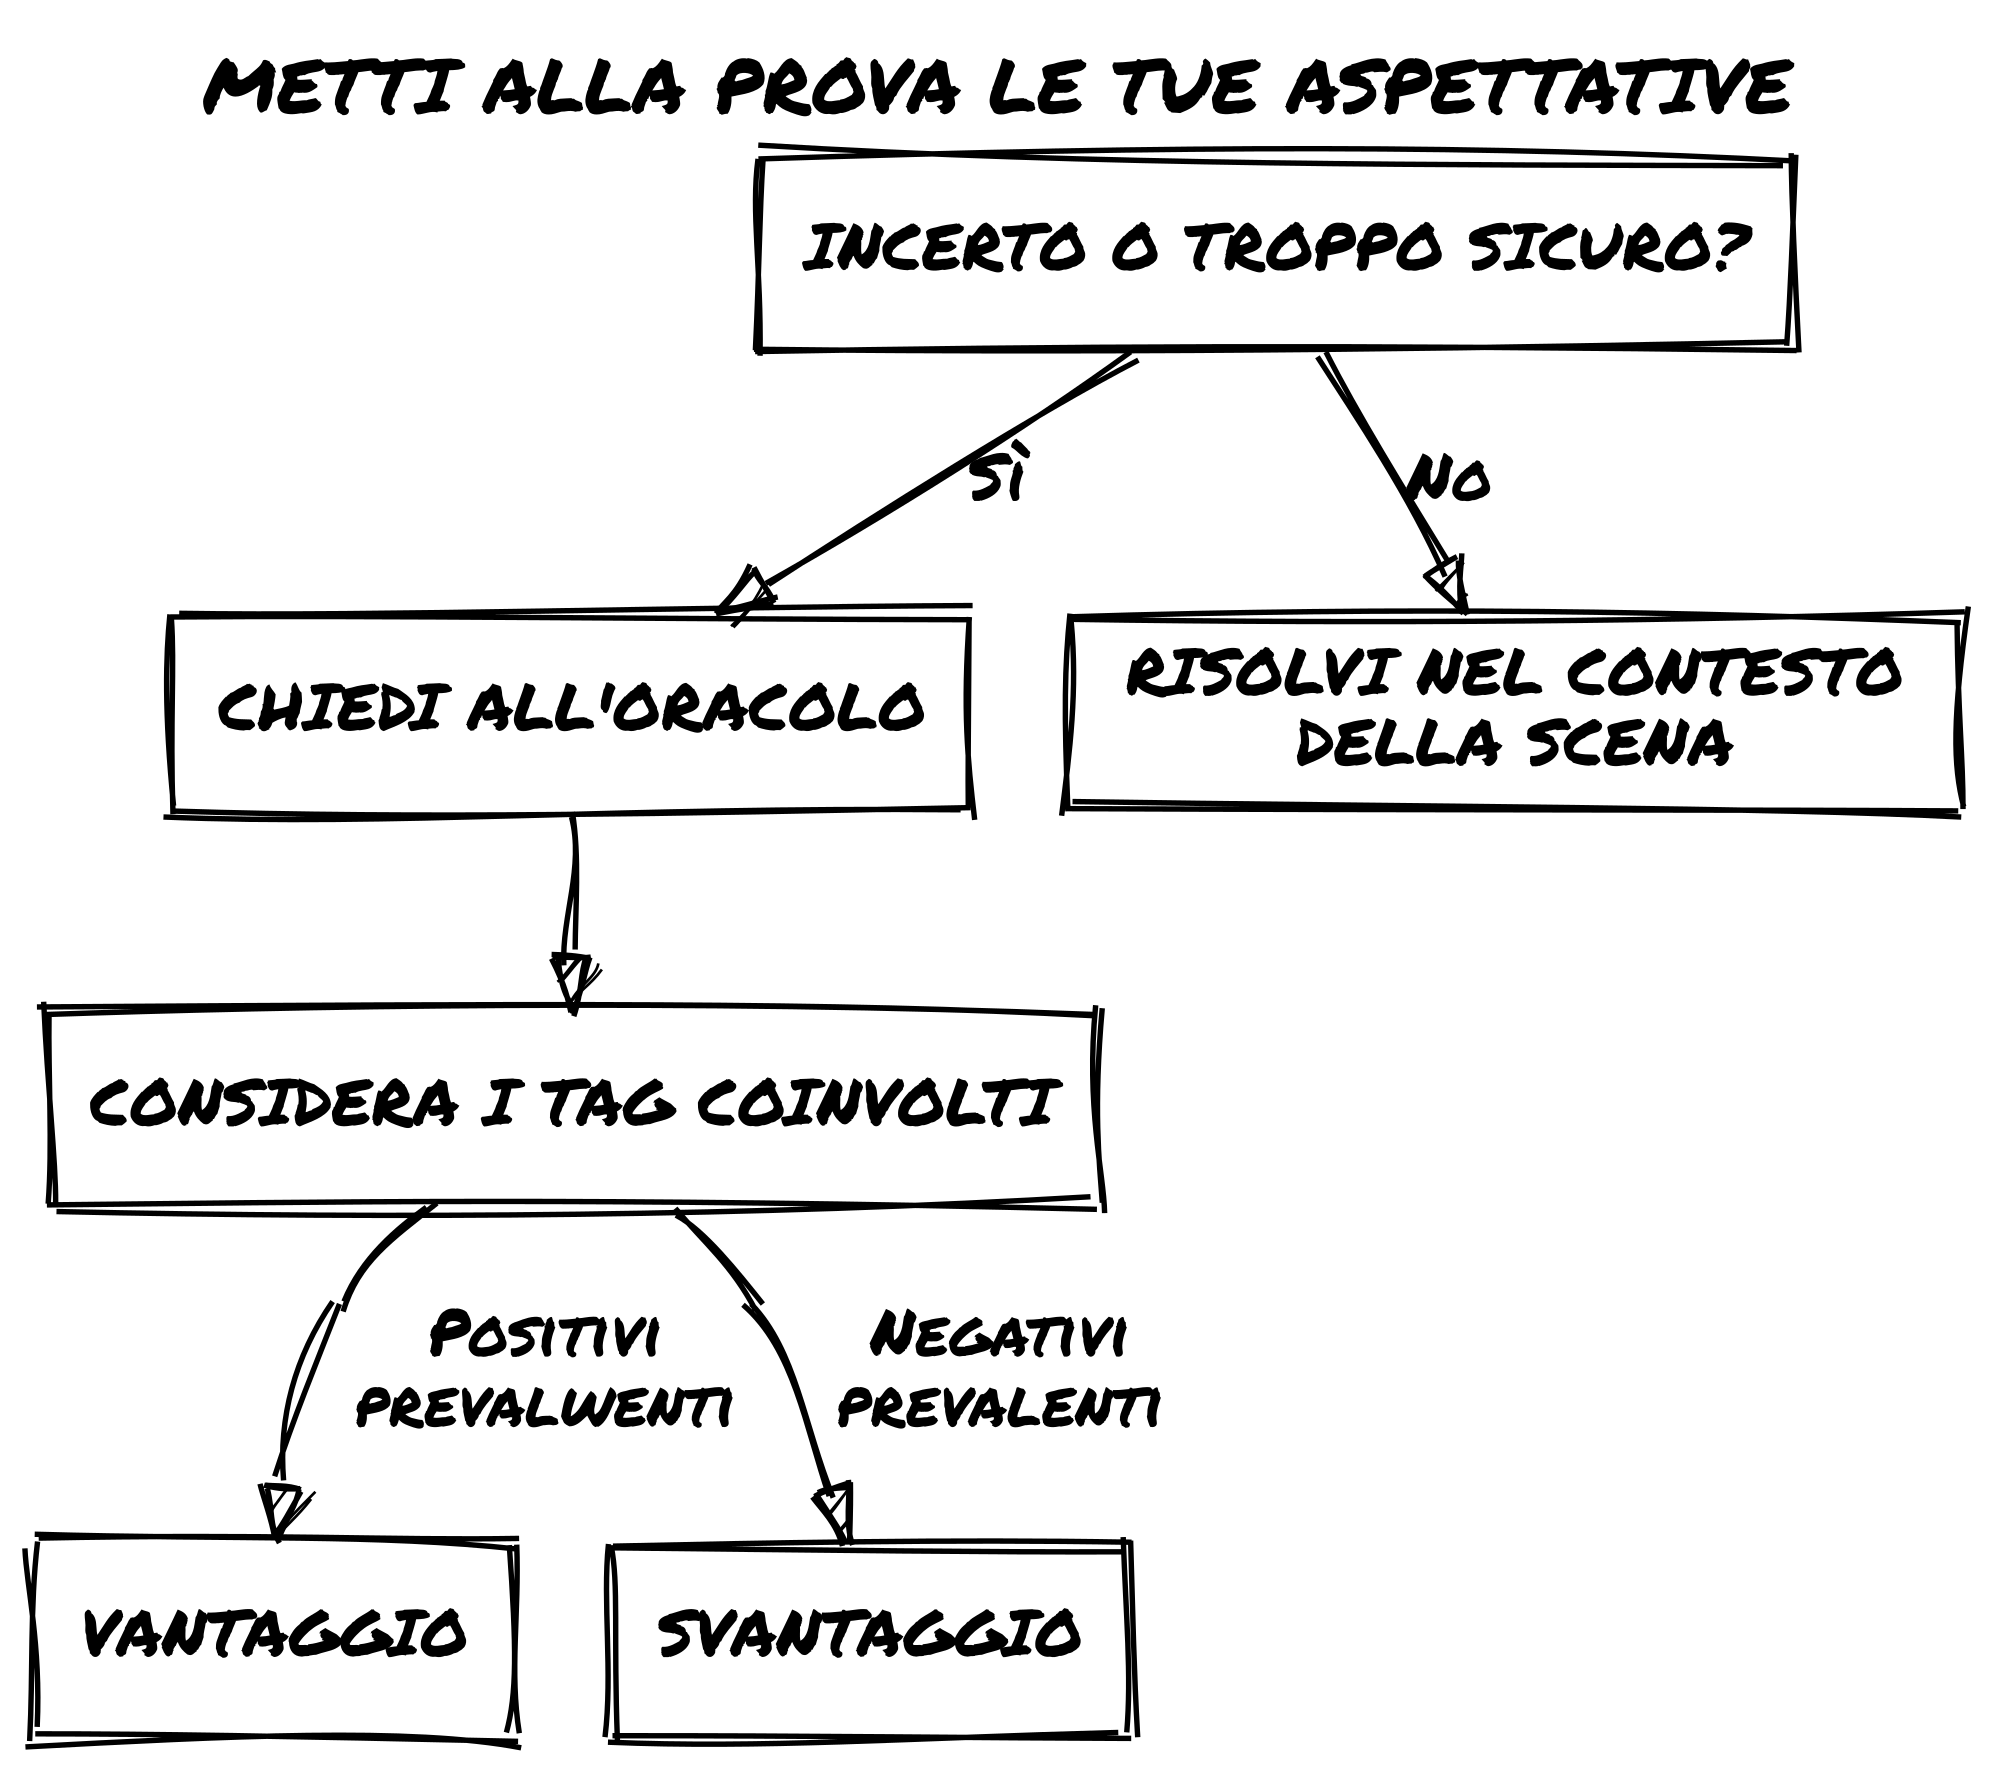 METTI ALLA PROVA LE TUE ASPETTATIVE
INCERTO O TROPPO SICURO?
Sì
No
CHIEDI ALL'ORACOLO
RISOLVI NEL CONTESTO
DELLA SCENA
CONSIDERA I TAG COINVOLTI
Positivi
prevalwenti
Negativi
prevalenti
VANTAGGIO
SVANTAGGIO